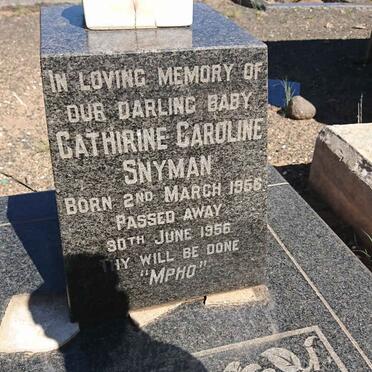 IN LOVING MEMORY OF
OUR DARLING BABY
CATHIRINE CAROLINE
SNYMAN
BORN 2ND MARCH 1956
PASSED AWAY
30TH JUNE 1956
THY WILL BE DONE
"MPHO"